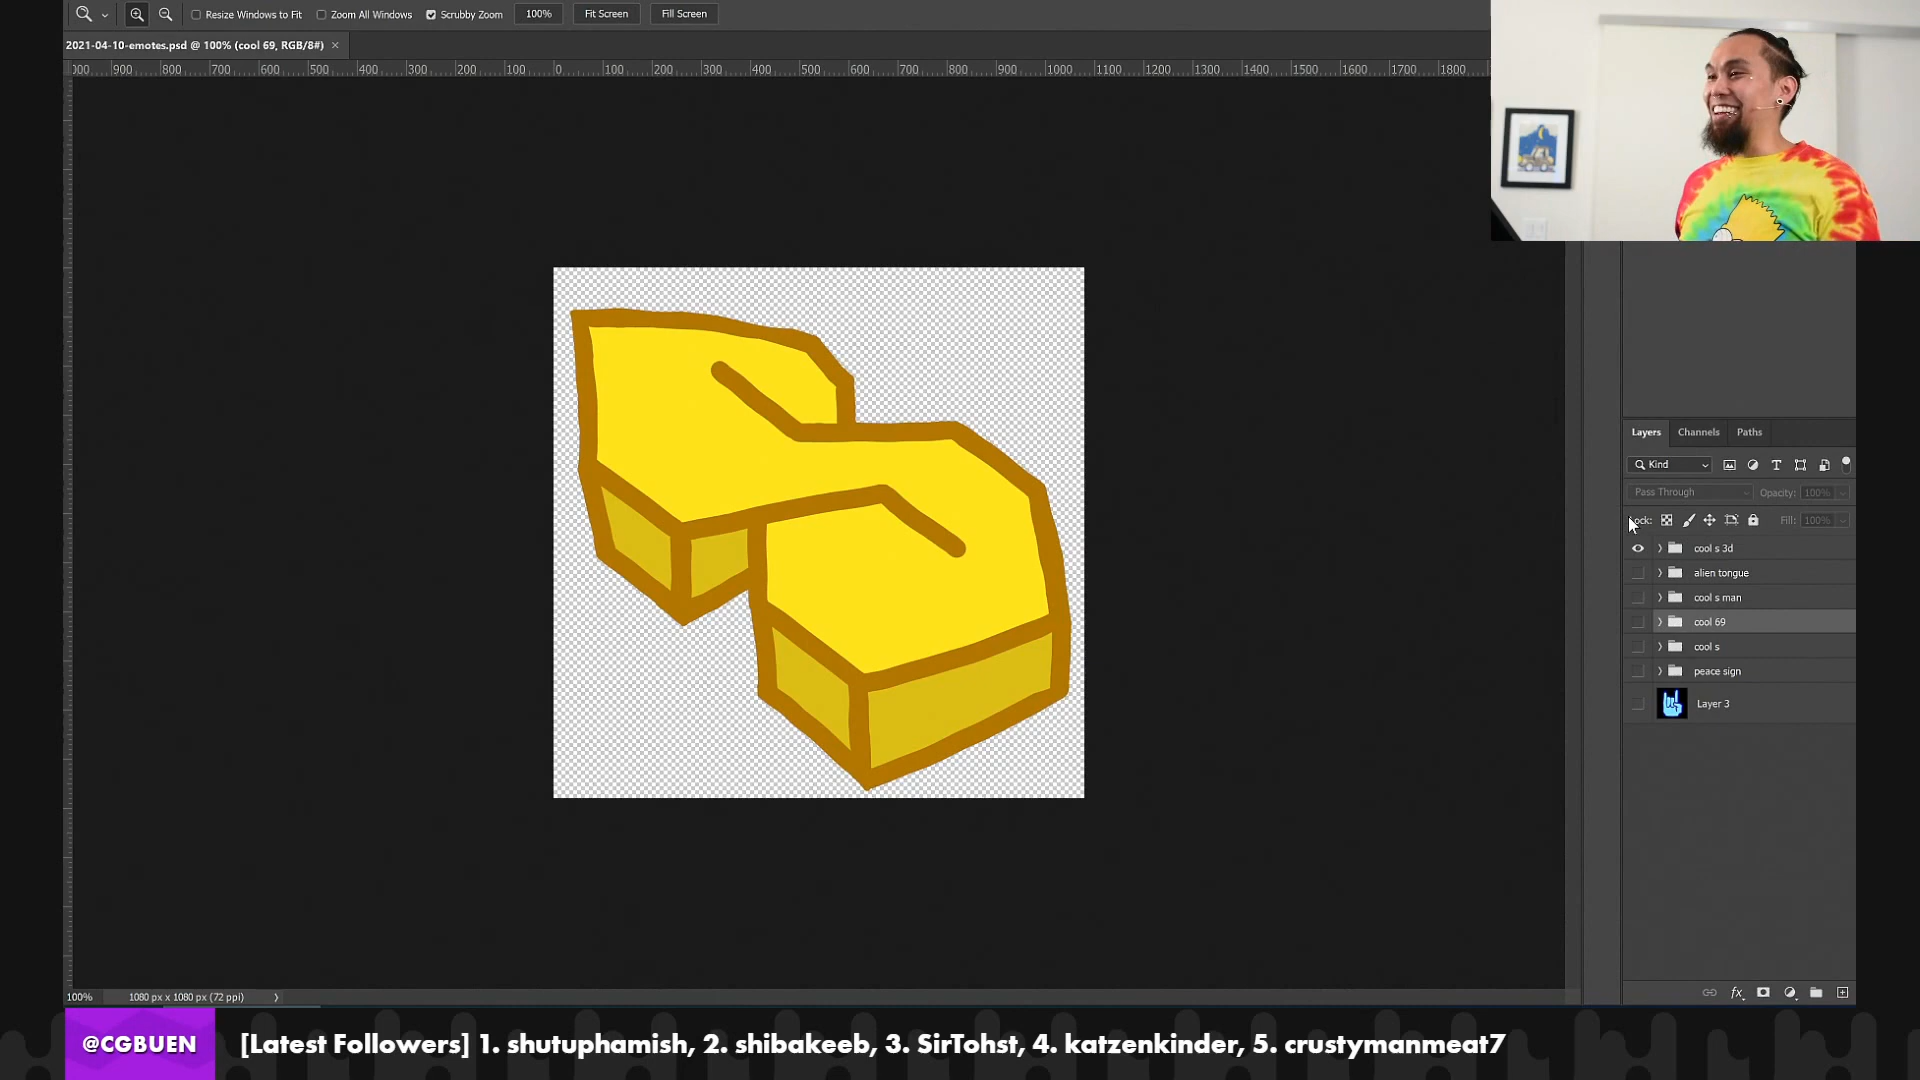 Resize Windows to Fit Zoom All Windows Scrubby Zoom 100% Fit Screen Fill Screen
2021-04-10-emotes.psd @ 100% (cool 69, RGB/8#) ×
900 800 700 600 500 400 300 200 100 0 100 200 300 400 500 600 700 800 900 1000 1100 1200 1300 1400 1500 1600 1700 1800
Layers Channels Paths
Kind
Pass Through Opacity: 100%
Fill: 100%
cool s 3d
alien tongue
cool s man
cool 69
cool s
peace sign
Layer 3
fx
100% 1080 px x 1080 px (72 ppi)
@CGBUEN [Latest Followers] 1. shutuphamish, 2. shibakeeb, 3. SirTohst, 4. katzenkinder, 5. crustymanmeat7